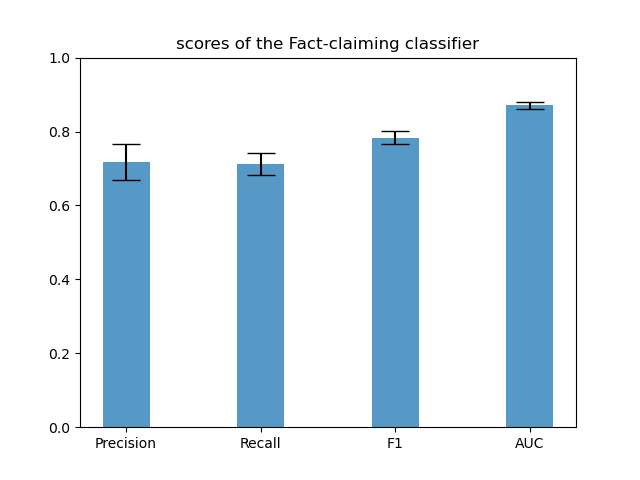 scores of the Fact-claiming classifier
1.0
0.8
0.6
0.4
0.2
0.0
Precision
Recall
F1
AUC